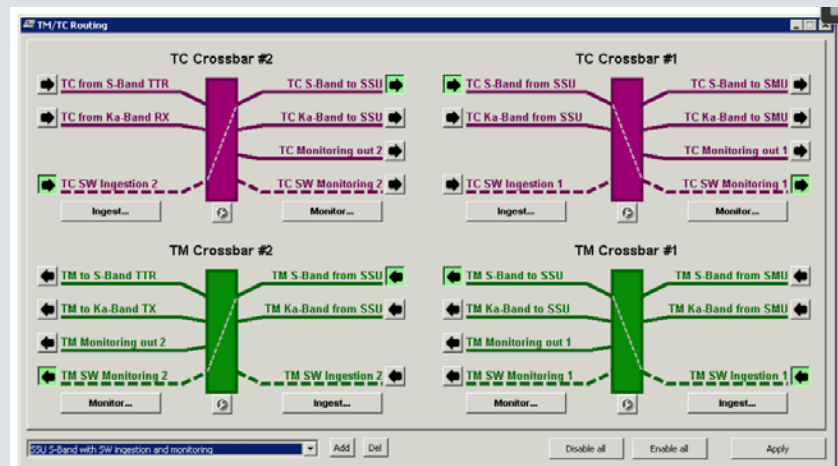 TM/TC Routing
TC Crossbar #2
TC from S-Band TTR
TC S-Band to SSU
TC from Ka-Band RX
TC Ka-Band to SSU
TC Monitoring out 2
TC SW Ingestion 2
TC SW Monitoring 2
Ingest...
Monitor...
TC Crossbar #1
TC S-Band from SSU
TC S-Band to SMU
TC Ka-Band from SSU
TC Ka-Band to SMU
TC Monitoring out 1
TC SW Ingestion 1
TC SW Monitoring 1
Ingest...
Monitor...
TM Crossbar #2
TM to S-Band TTR
TM S-Band from SSU
TM to Ka-Band TX
TM Ka-Band from SSU
TM Monitoring out 2
TM SW Monitoring 2
TM SW Ingestion 2
Monitor...
Ingest...
TM Crossbar #1
TM S-Band to SSU
TM S-Band from SMU
TM Ka-Band to SSU
TM Ka-Band from SMU
TM Monitoring out 1
TM SW Monitoring 1
TM SW Ingestion 1
Monitor...
Ingest...
SSU S-Band with SW ingestion and monitoring
Add
Del
Disable all
Enable all
Apply